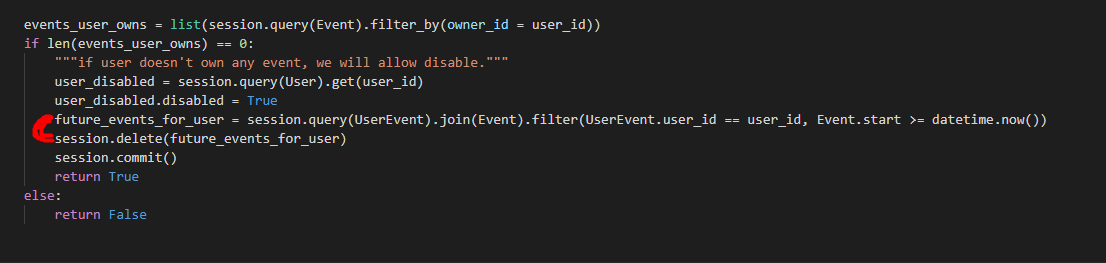 events_user_owns = list(session.query(Event).filter_by(owner_id = user_id))
if len(events_user_owns) == 0:
    """if user doesn't own any event, we will allow disable."""
    user_disabled = session.query(User).get(user_id)
    user_disabled.disabled = True
    future_events_for_user = session.query(UserEvent).join(Event).filter(UserEvent.user_id == user_id, Event.start >= datetime.now())
    session.delete(future_events_for_user)
    session.commit()
    return True
else:
    return False